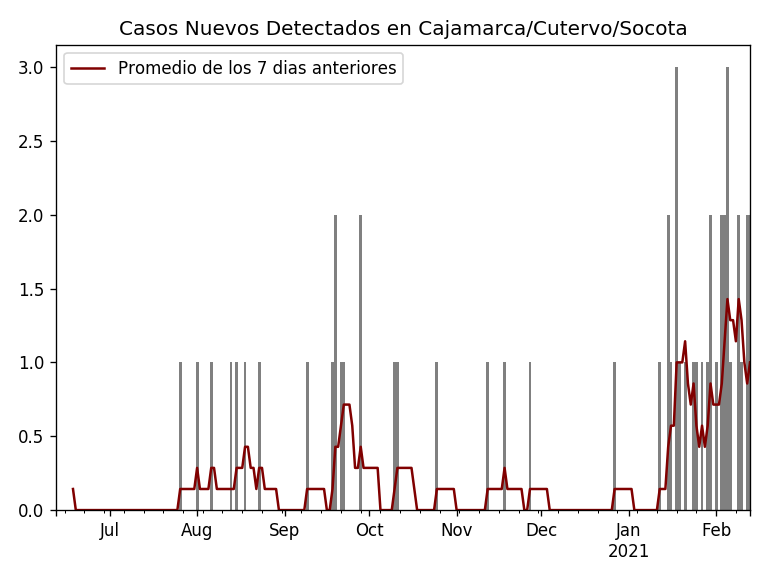 Casos Nuevos Detectados en Cajamarca/Cutervo/Socota
Promedio de los 7 dias anteriores
3.0
2.5
2.0
1.5
1.0
0.5
0.0
Jul Aug Sep Oct Nov Dec Jan Feb
2021